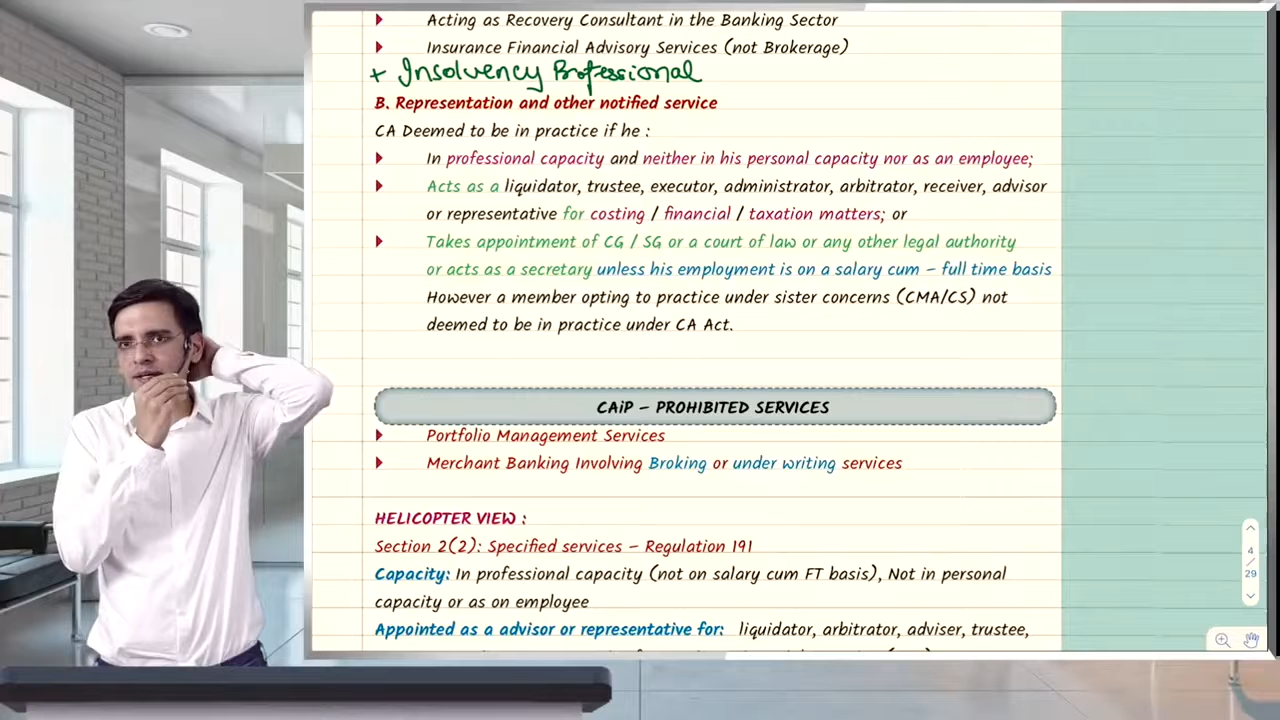 Acting as Recovery Consultant in the Banking Sector
Insurance Financial Advisory Services (not Brokerage)
+ Insolvency Professional
B. Representation and other notified service
CA Deemed to be in practice if he :
In professional capacity and neither in his personal capacity nor as an employee;
Acts as a liquidator, trustee, executor, administrator, arbitrator, receiver, advisor
or representative for costing / financial / taxation matters; or
Takes appointment of CG / SG or a court of law or any other legal authority
or acts as a secretary unless his employment is on a salary cum – full time basis
However a member opting to practice under sister concerns (CMA/CS) not
deemed to be in practice under CA Act.
CAiP – PROHIBITED SERVICES
Portfolio Management Services
Merchant Banking Involving Broking or under writing services
HELICOPTER VIEW :
Section 2(2): Specified services – Regulation 191
Capacity: In professional capacity (not on salary cum FT basis), Not in personal
capacity or as on employee
Appointed as a advisor or representative for: liquidator, arbitrator, adviser, trustee,
4
/
29